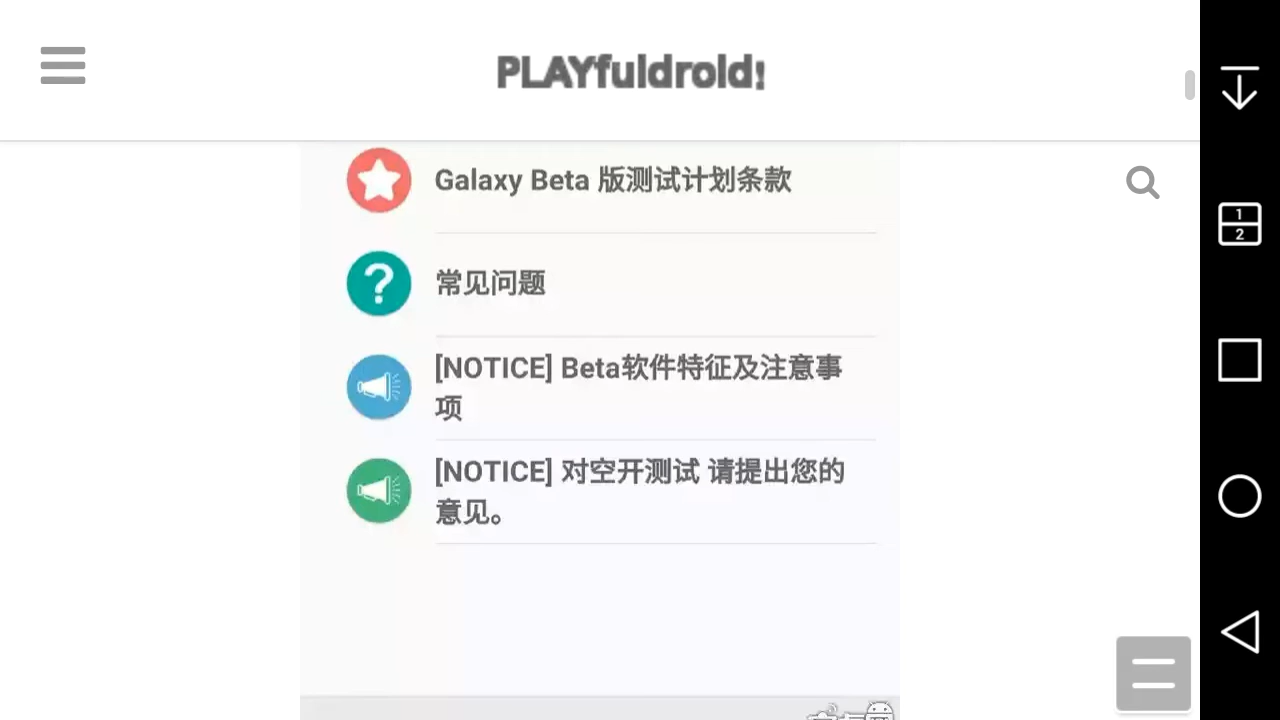 PLAYfuldroid!
Galaxy Beta 版测试计划条款
常见问题
[NOTICE] Beta软件特征及注意事
项
[NOTICE] 对空开测试 请提出您的
意见。
1
2